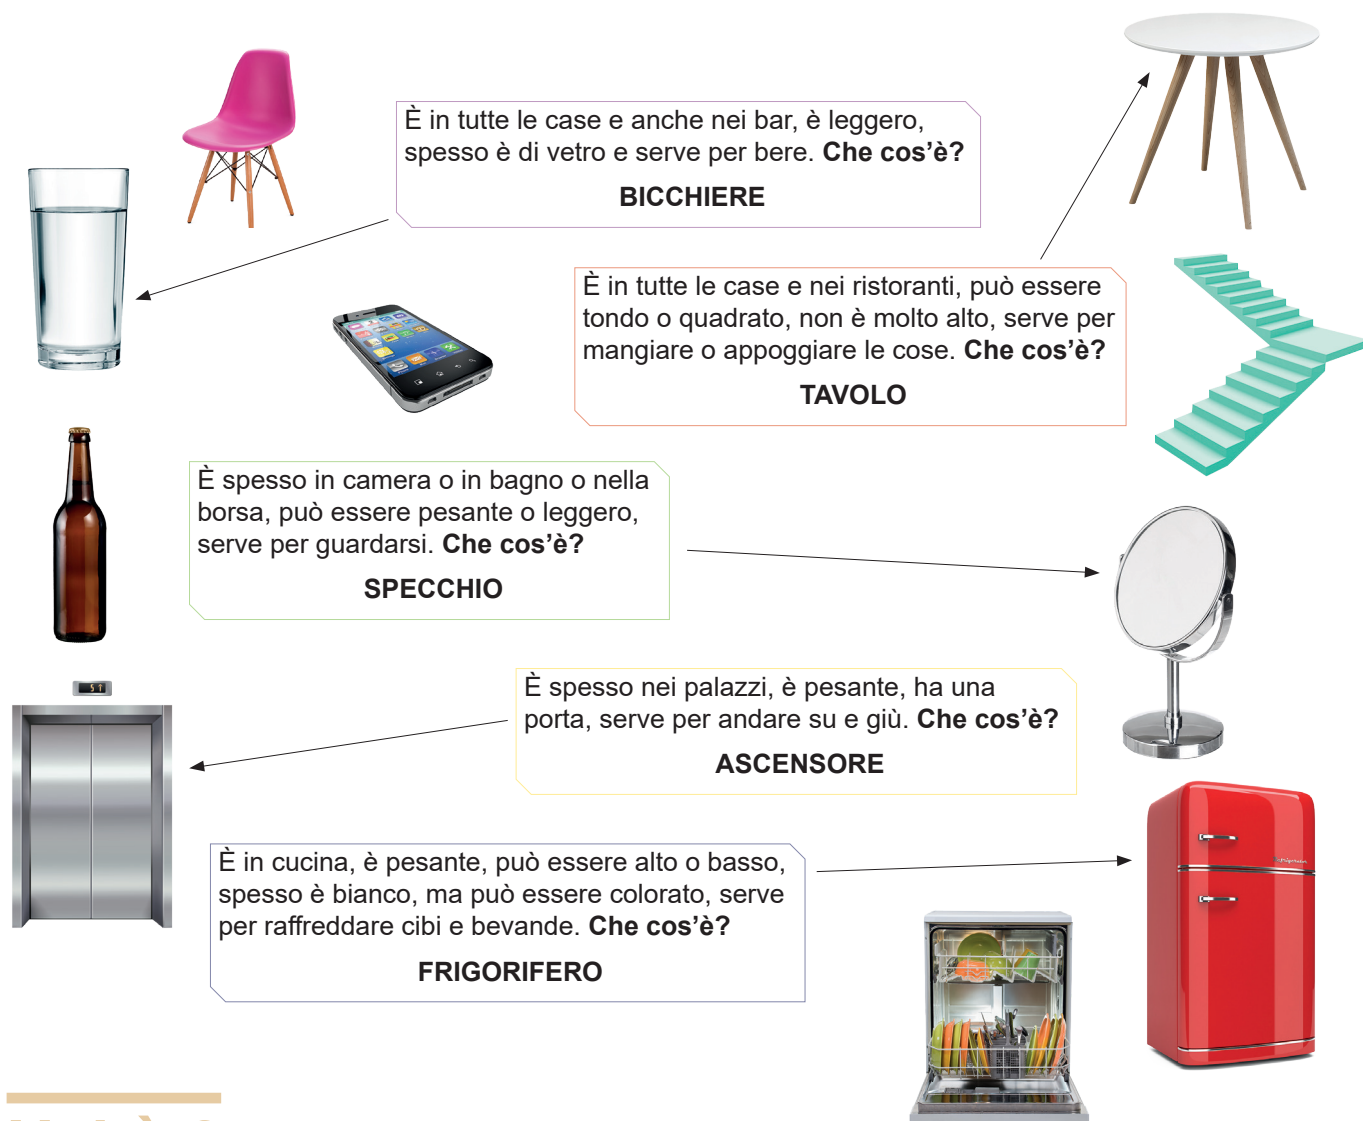 È in tutte le case e anche nei bar, è leggero,
spesso è di vetro e serve per bere. Che cos’è?
BICCHIERE
È in tutte le case e nei ristoranti, può essere
tondo o quadrato, non è molto alto, serve per
mangiare o appoggiare le cose. Che cos’è?
TAVOLO
È spesso in camera o in bagno o nella
borsa, può essere pesante o leggero,
serve per guardarsi. Che cos’è?
SPECCHIO
È spesso nei palazzi, è pesante, ha una
porta, serve per andare su e giù. Che cos’è?
ASCENSORE
È in cucina, è pesante, può essere alto o basso,
spesso è bianco, ma può essere colorato, serve
per raffreddare cibi e bevande. Che cos’è?
FRIGORIFERO